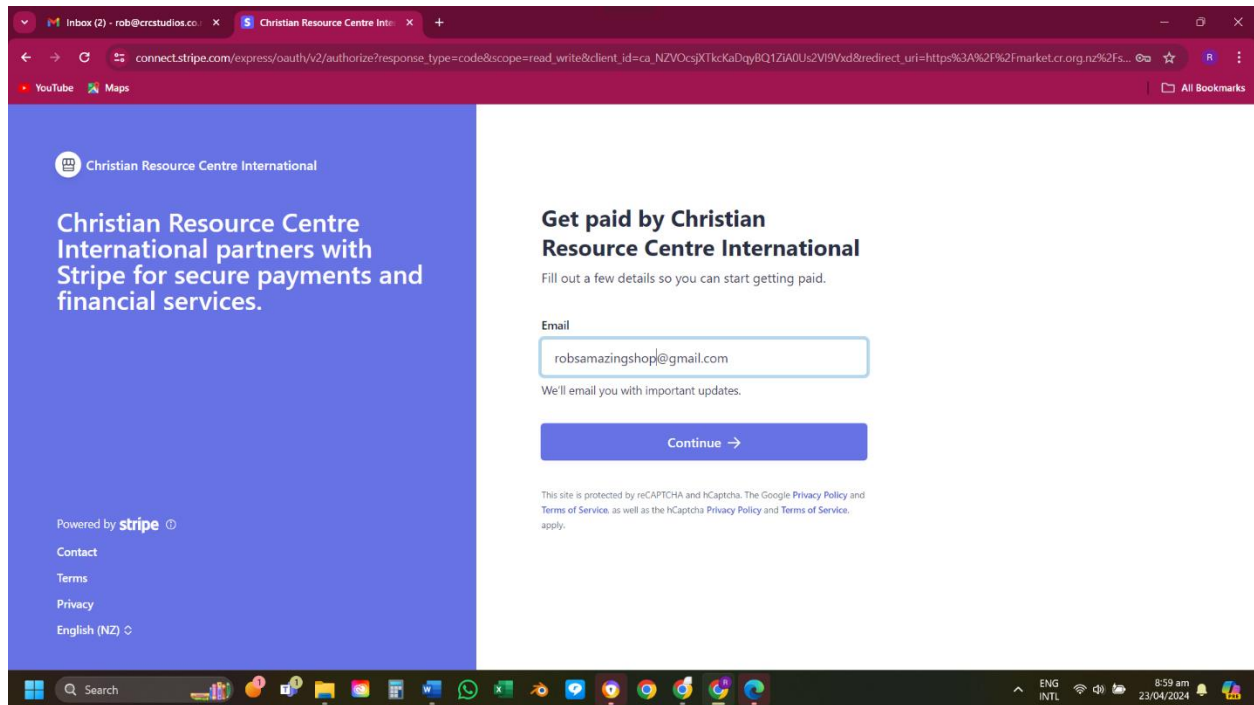 Inbox (2) - rob@crcstudios.co.
Christian Resource Centre Inte
connect.stripe.com/express/oauth/v2/authorize?response_type=code&scope=read_write&client_id=ca_NZVOcsjXTkcKaDqyBQ1ZiA0Us2VI9Vxd&redirect_uri=https%3A%2F%2Fmarket.cr.org.nz%2Fs...
R
YouTube
Maps
All Bookmarks
Christian Resource Centre International
Christian Resource Centre
International partners with
Stripe for secure payments and
financial services.
Get paid by Christian
Resource Centre International
Fill out a few details so you can start getting paid.
Email
robsamazingshop@gmail.com
We'll email you with important updates.
Continue →
This site is protected by reCAPTCHA and hCaptcha. The Google Privacy Policy and
Terms of Service, as well as the hCaptcha Privacy Policy and Terms of Service,
apply.
Powered by stripe
Contact
Terms
Privacy
English (NZ)
Search
ENG
INTL
8:59 am
23/04/2024